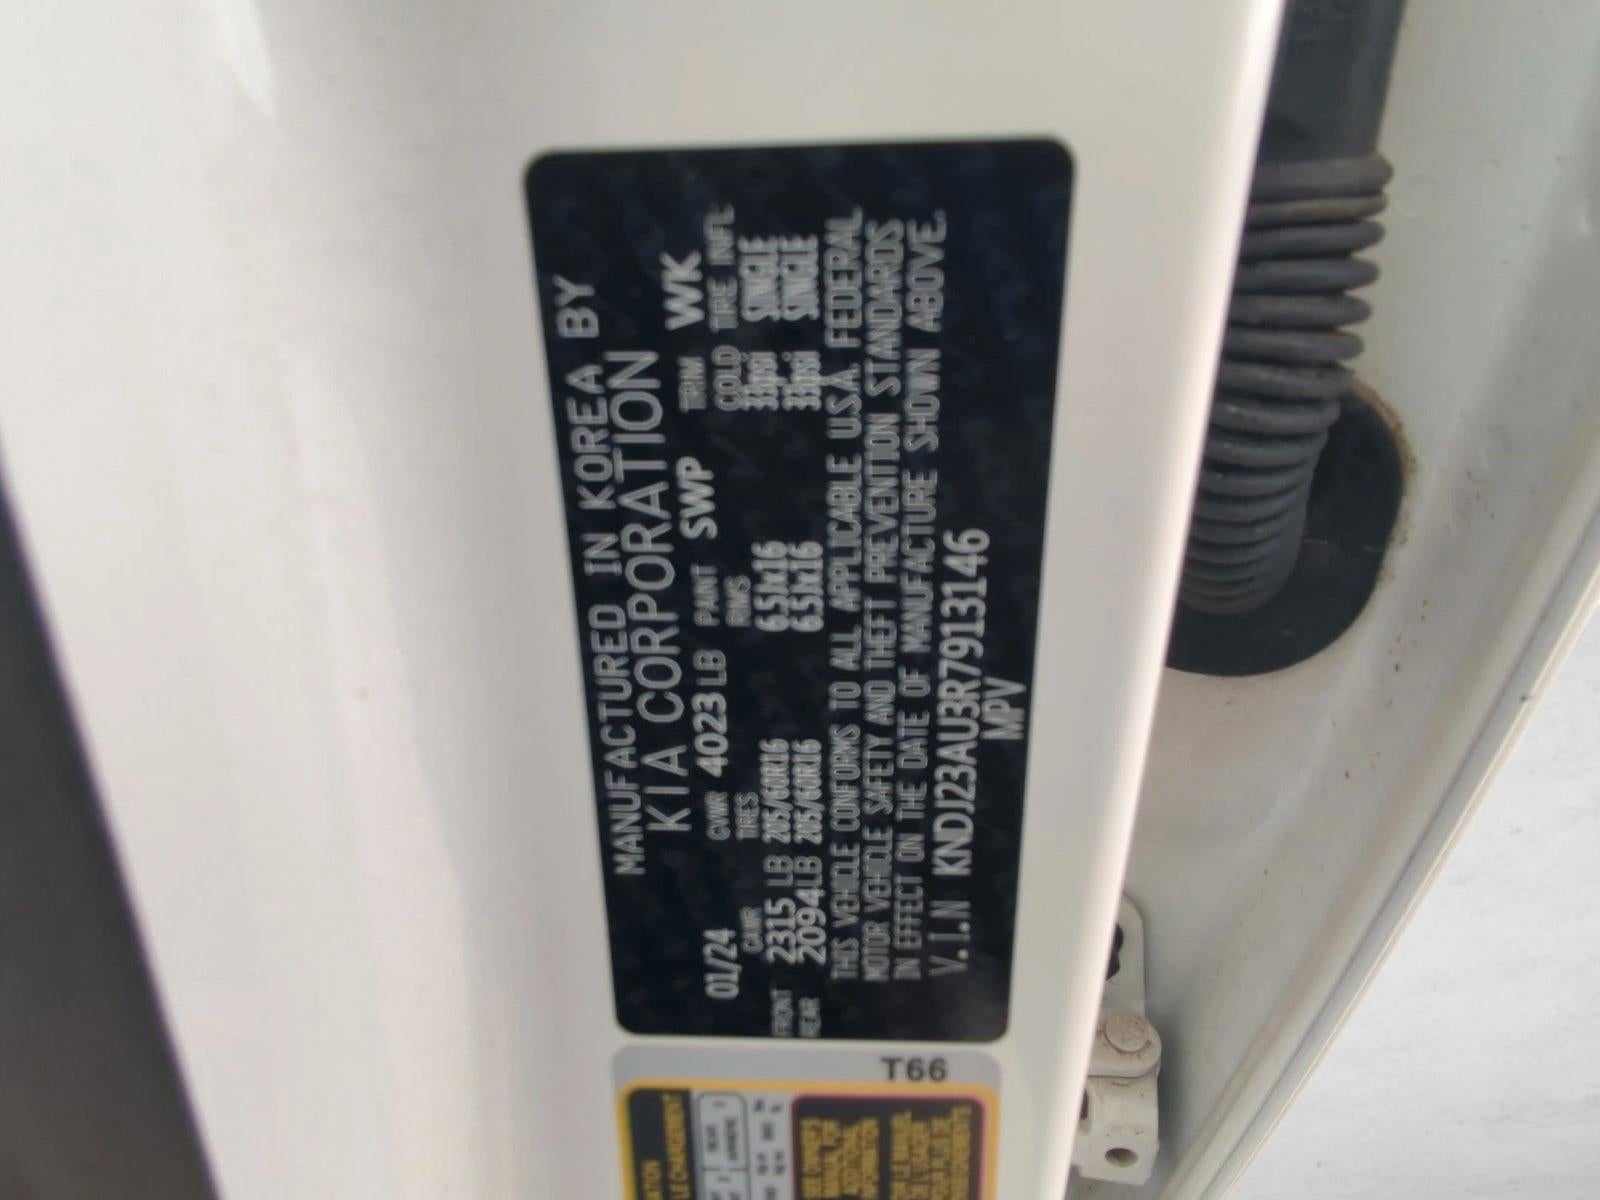 MANUFACTURED IN KOREA BY
KIA CORPORATION
01/24 GVWR 4023 LB PAINT SWP TRIM WK
GAWR TIRES RIMS COLD TIRE INFL
FRONT 2315 LB 205/60R16 6.5Jx16 33psi SINGLE
REAR 2094LB 205/60R16 6.5Jx16 33psi SINGLE
THIS VEHICLE CONFORMS TO ALL APPLICABLE U.S.A. FEDERAL
MOTOR VEHICLE SAFETY AND THEFT PREVENTION STANDARDS
IN EFFECT ON THE DATE OF MANUFACTURE SHOWN ABOVE.
V.I.N KNDJ23AU3R7913146
MPV
T66
LE CHARGEMENT